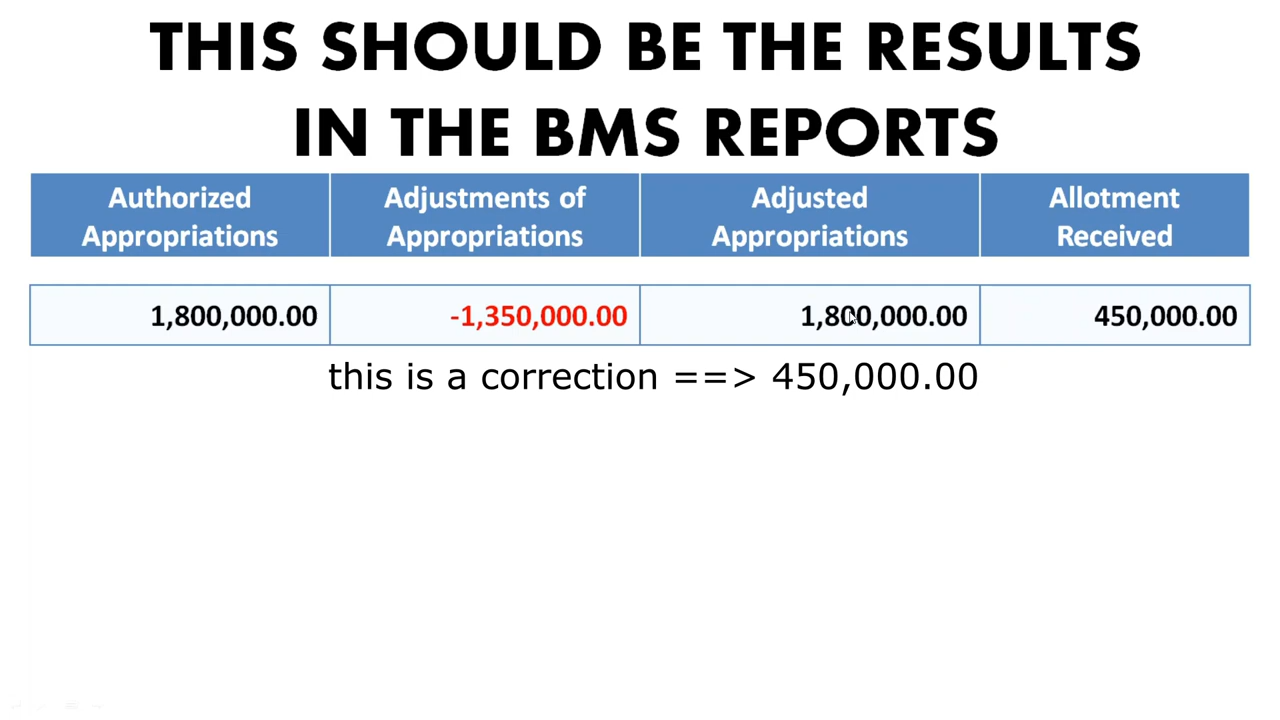 THIS SHOULD BE THE RESULTS
IN THE BMS REPORTS
Authorized Appropriations
Adjustments of Appropriations
Adjusted Appropriations
Allotment Received
1,800,000.00
-1,350,000.00
1,800,000.00
450,000.00
this is a correction ==> 450,000.00